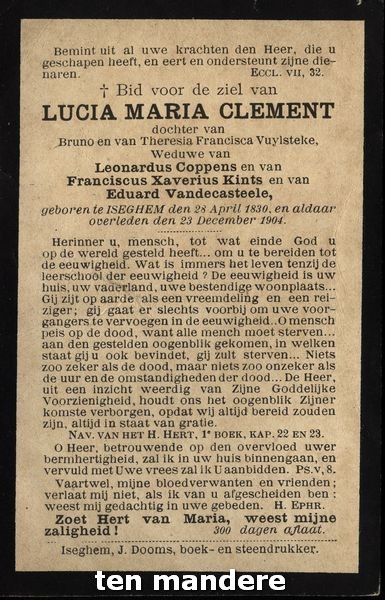 Bemint uit al uwe krachten den Heer, die u
geschapen heeft, en eert en ondersteunt zijne die-
naren. ECCL. VII, 32.
† Bid voor de ziel van
LUCIA MARIA CLEMENT
dochter van
Bruno en van Theresia Francisca Vuylsteke,
Weduwe van
Leonardus Coppens en van
Franciscus Xaverius Kints en van
Eduard Vandecasteele,
geboren te ISEGHEM den 28 April 1830, en aldaar
overleden den 23 December 1904.
Herinner u, mensch, tot wat einde God u
op de wereld gesteld heeft... om u te bereiden tot
de eeuwigheid. Wat is immers het leven tenzij de
leerschool der eeuwigheid ? De eeuwigheid is uw
huis, uw vaderland, uwe bestendige woonplaats...
Gij zijt op aarde als een vreemdeling en een rei-
ziger; gij gaat er slechts voorbij om uwe voor-
gangers te vervoegen in de eeuwigheid.. O mensch
peis op de dood, want alle mench moet sterven...
aan den gestelden oogenblik gekomen, in welken
staat gij u ook bevindet, gij zult sterven... Niets
zoo zeker als de dood, maar niets zoo onzeker als
de uur en de omstandigheden der dood... De Heer,
in zijne oneindig weerde van Zijne Goddelijke
Voorzienigheid, houdt ons het oogenblik Zijner
komste verborgen, opdat wij altijd bereid zouden
zijn, altijd in staat van gratie.
NAV. VAN HET H. HERT, 1e BOEK, KAP. 22 EN 23.
O Heer, betrouwende op den overvloed uwer
bermhertigheid, zal ik in uw huis binnengaan, en
vervuld met Uwe vrees zal ik U aanbidden. Ps. v, 8.
Vaartwel, mijne bloedverwanten en vrienden ;
verlaat mij niet, als ik van u afgescheiden ben :
weest mij gedachtig in uwe gebeden. H. EPHR.
Zoet Hert van Maria, weest mijne
zaligheid ! 300 dagen aflaat.
Iseghem, J. Dooms, boek- en steendrukker.
ten mandere